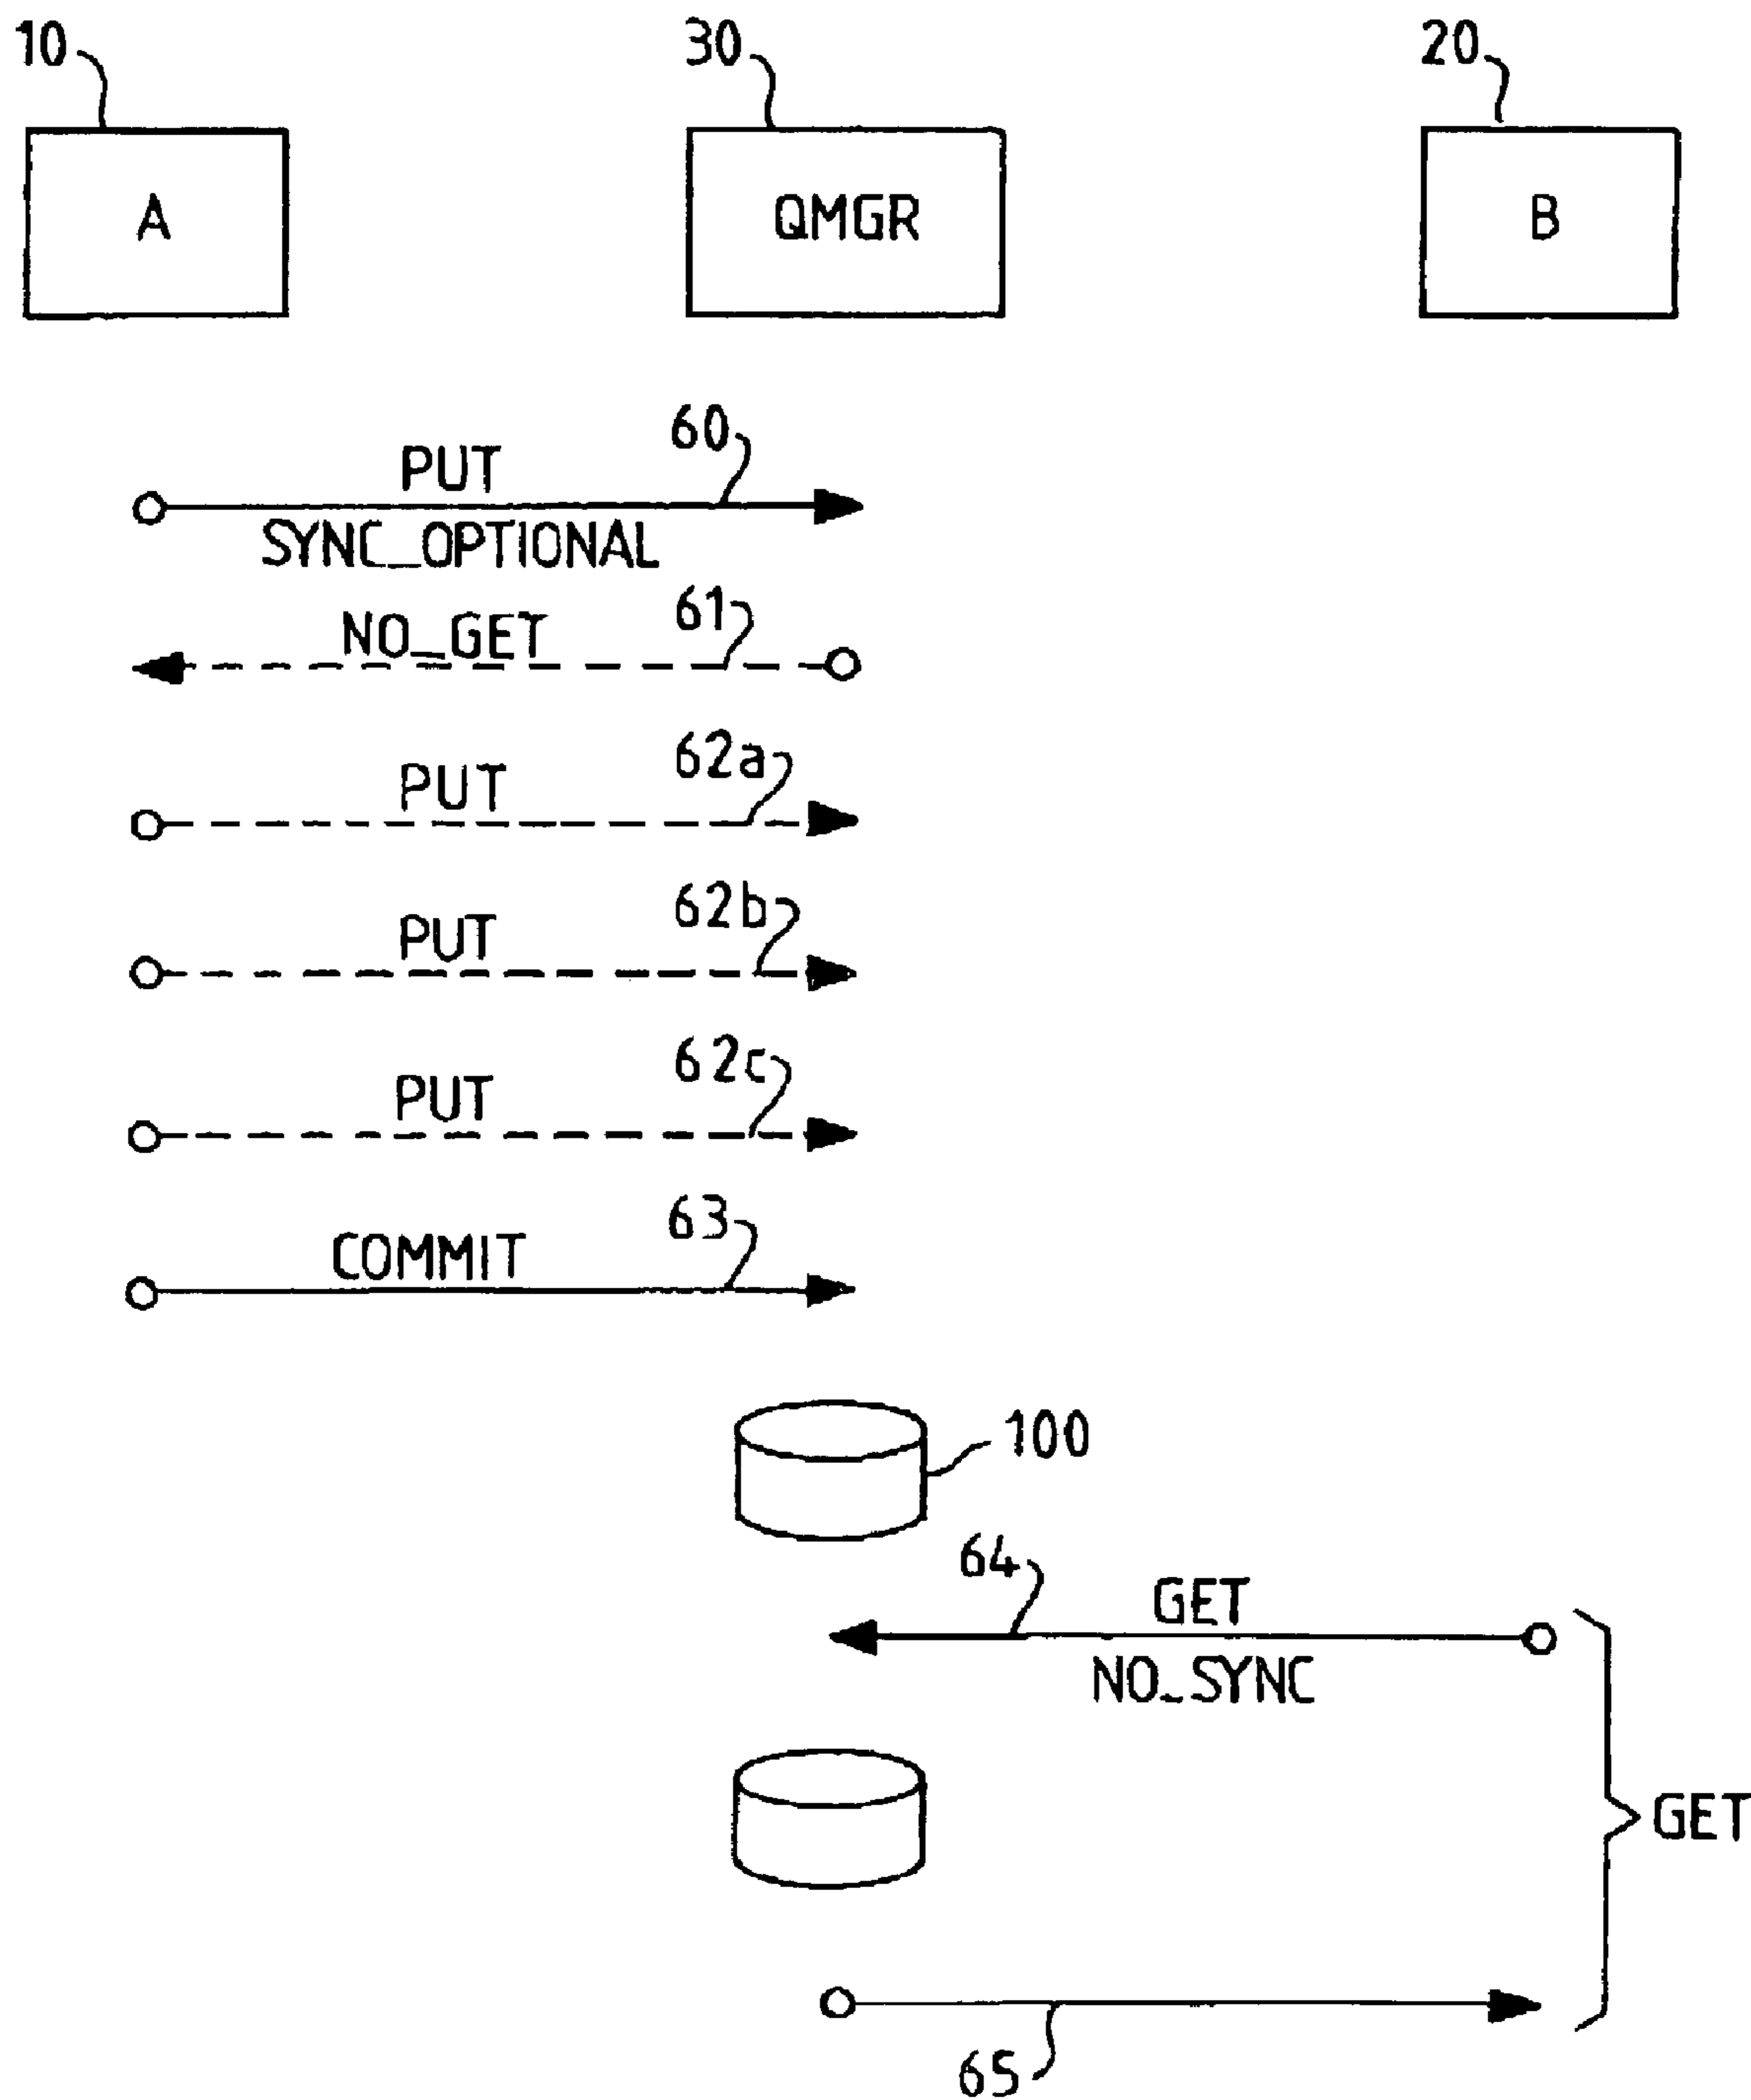 10
30
20
A
QMGR
B
60
PUT
SYNC_OPTIONAL
61
NO_GET
62a
PUT
62b
PUT
62c
PUT
63
COMMIT
100
64
GET
NO_SYNC
GET
65